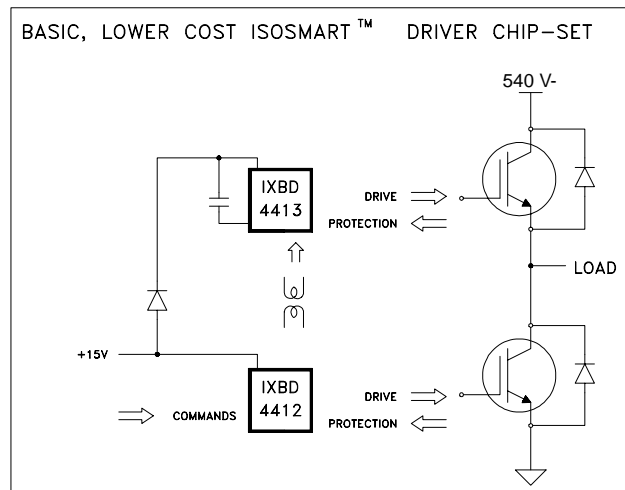 BASIC, LOWER COST ISOSMART™ DRIVER CHIP-SET
540 V-
IXBD
4413
DRIVE
PROTECTION
LOAD
+15V
IXBD
4412
COMMANDS
DRIVE
PROTECTION